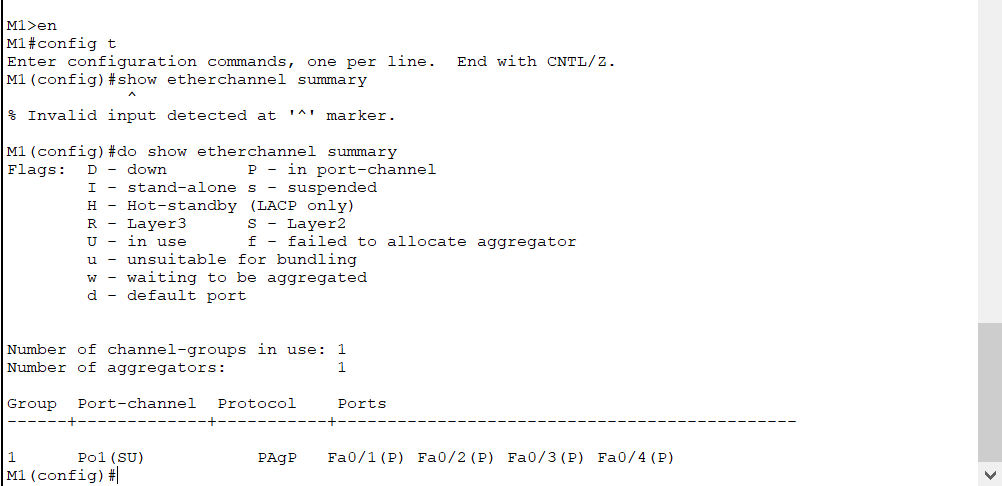 M1>en
M1#config t
Enter configuration commands, one per line.  End with CNTL/Z.
M1(config)#show etherchannel summary
            ^
% Invalid input detected at '^' marker.

M1(config)#do show etherchannel summary
Flags:  D - down        P - in port-channel
        I - stand-alone s - suspended
        H - Hot-standby (LACP only)
        R - Layer3      S - Layer2
        U - in use      f - failed to allocate aggregator
        u - unsuitable for bundling
        w - waiting to be aggregated
        d - default port


Number of channel-groups in use: 1
Number of aggregators:           1

Group  Port-channel  Protocol    Ports
------+-------------+-----------+----------------------------------------------

1      Po1(SU)           PAgP   Fa0/1(P) Fa0/2(P) Fa0/3(P) Fa0/4(P)
M1(config)#